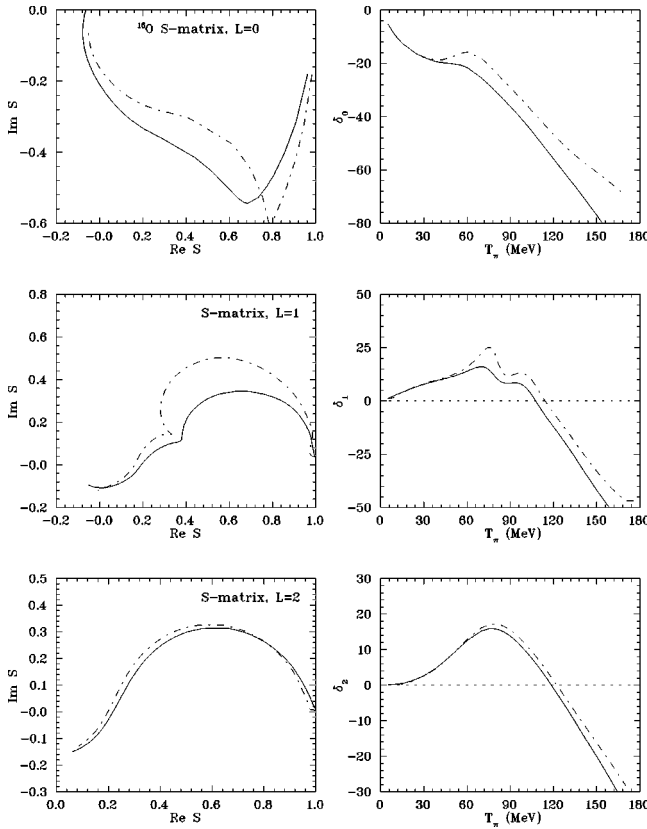 0.0
-0.2
-0.4
-0.6
Im S
¹⁶O S-matrix, L=0
-0.2 -0.0 0.2 0.4 0.6 0.8 1.0
Re S
0
-20
-40
-60
-80
δ₀
0 30 60 90 120 150 180
T_π (MeV)
0.8
0.6
0.4
0.2
-0.0
-0.2
Im S
S-matrix, L=1
-0.2 -0.0 0.2 0.4 0.6 0.8 1.0
Re S
50
25
0
-25
-50
δ₁
0 30 60 90 120 150 180
T_π (MeV)
0.5
0.4
0.3
0.2
0.1
-0.0
-0.1
-0.2
-0.3
Im S
S-matrix, L=2
0.0 0.2 0.4 0.6 0.8 1.0
Re S
30
20
10
0
-10
-20
-30
δ₂
0 30 60 90 120 150 180
T_π (MeV)